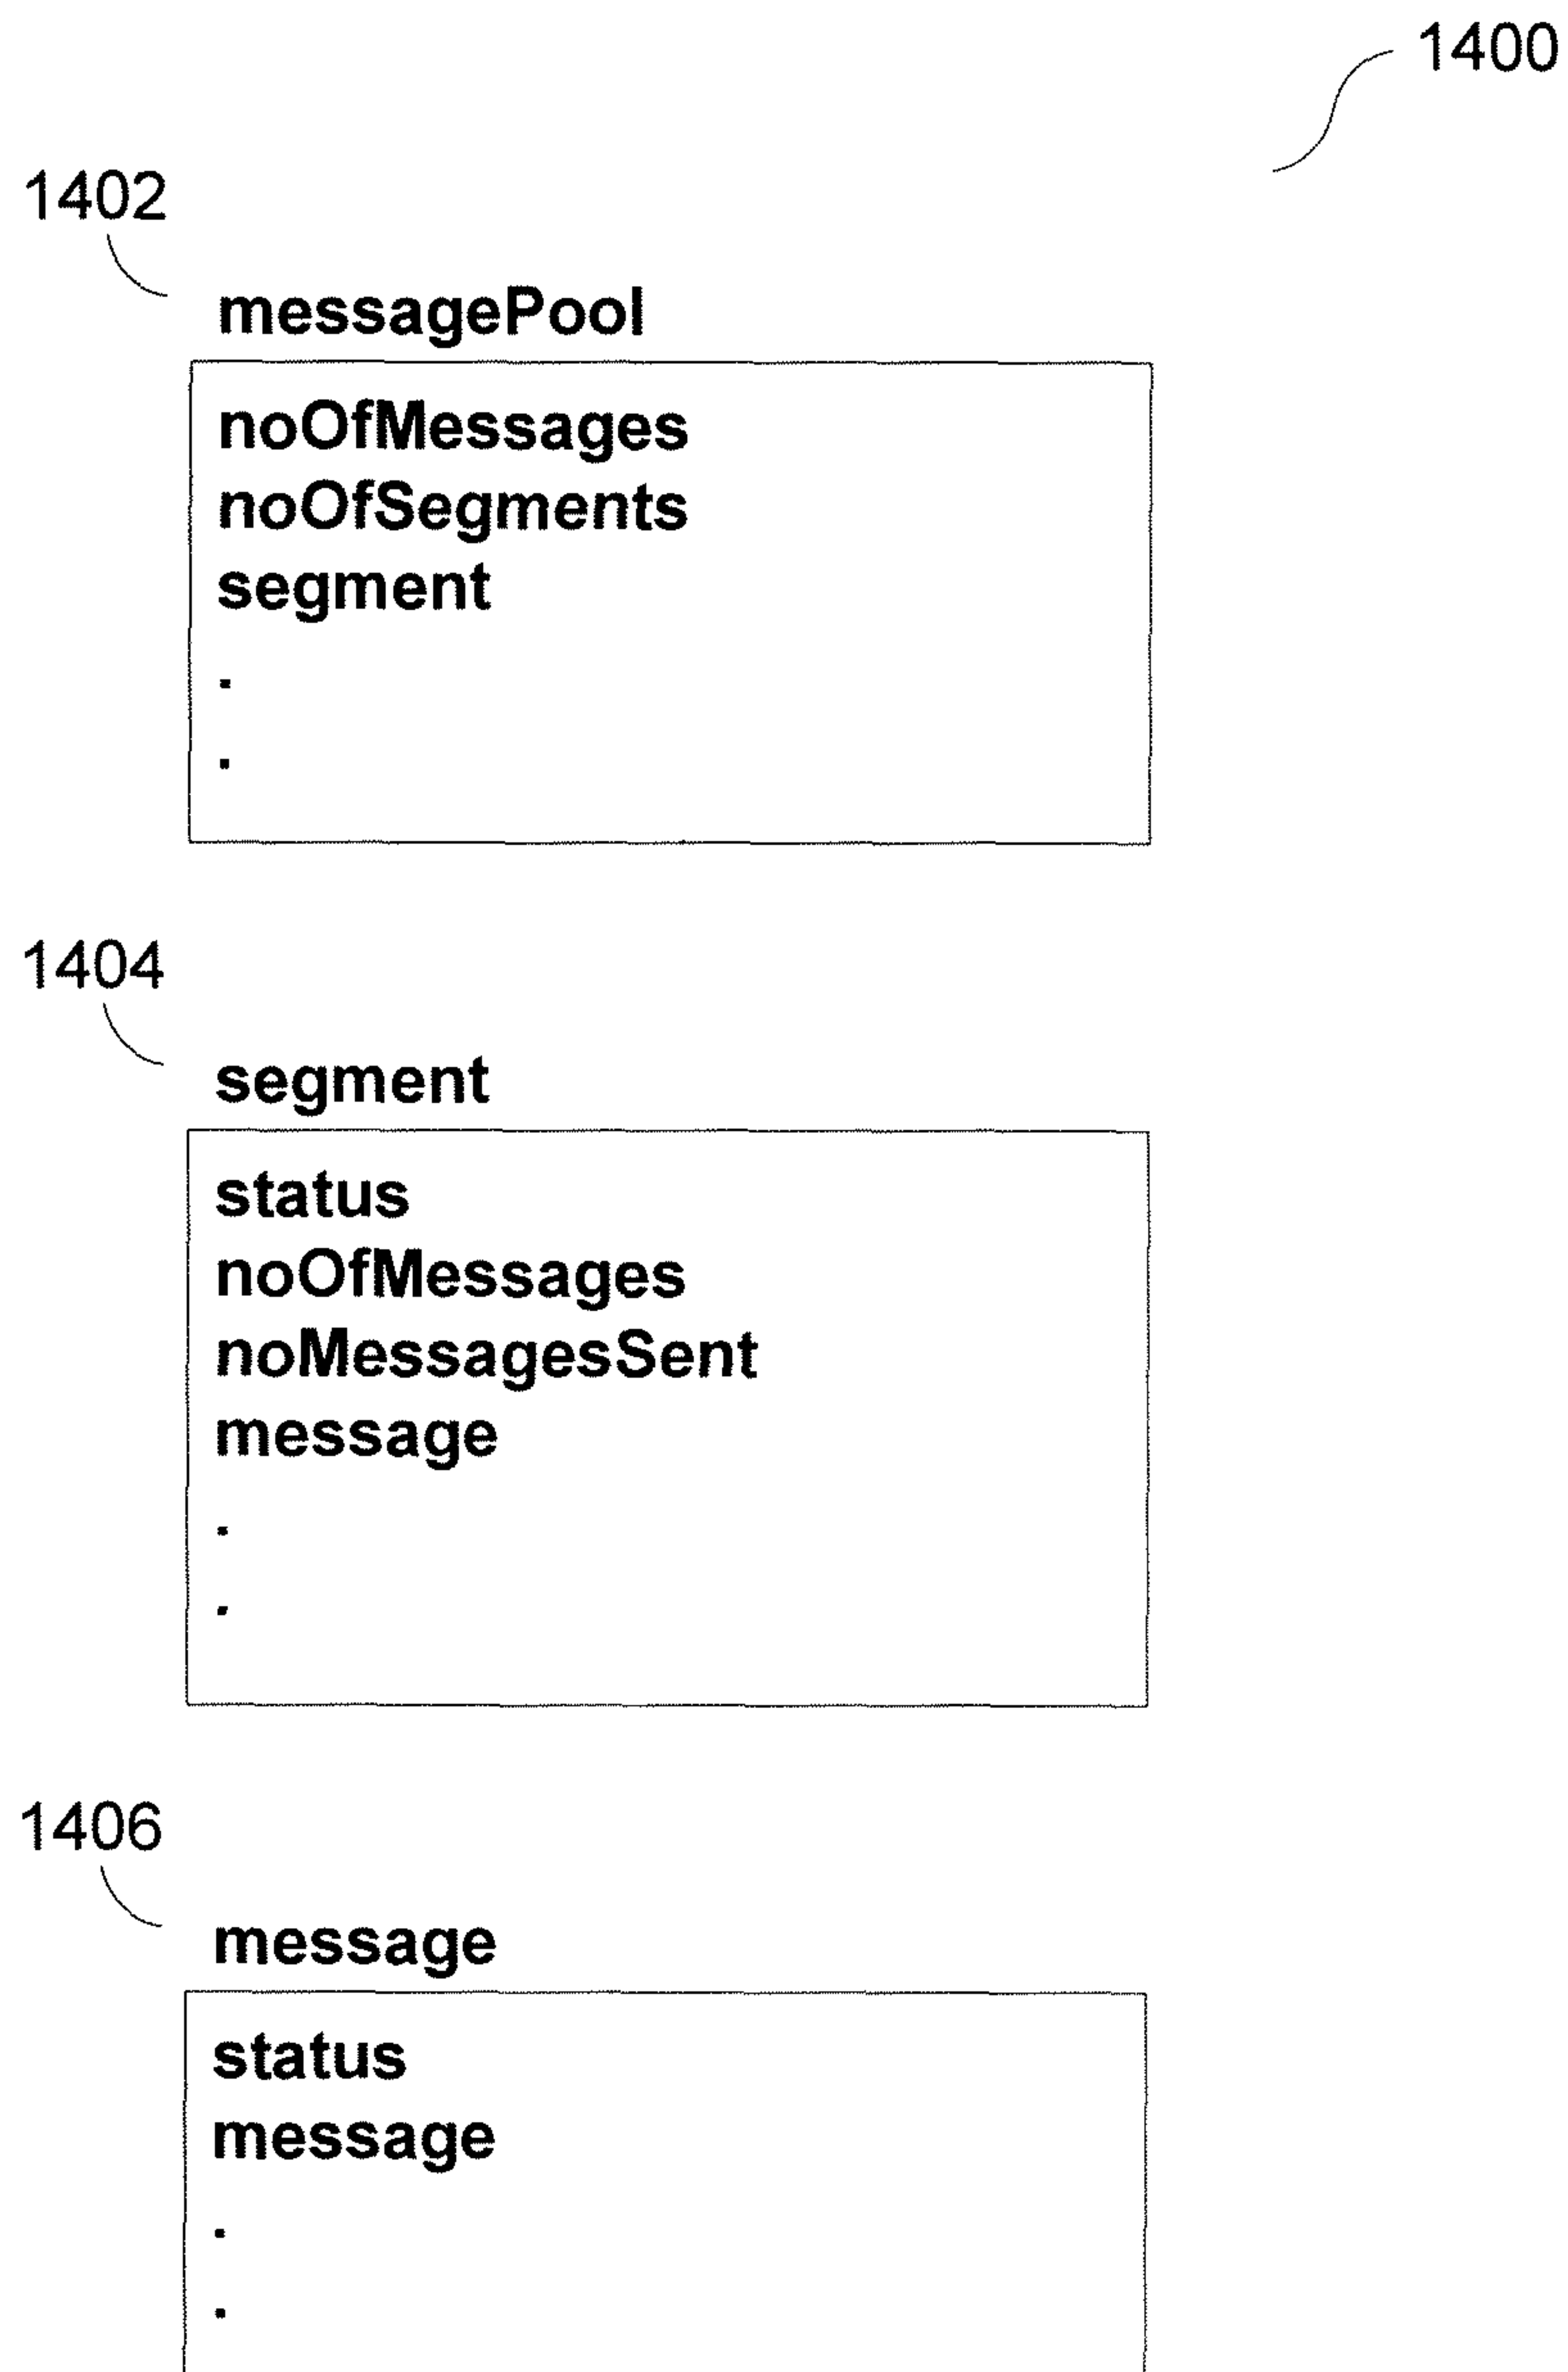 1400
1402
messagePool
noOfMessages
noOfSegments
segment
.
.
1404
segment
status
noOfMessages
noMessagesSent
message
.
.
1406
message
status
message
.
.